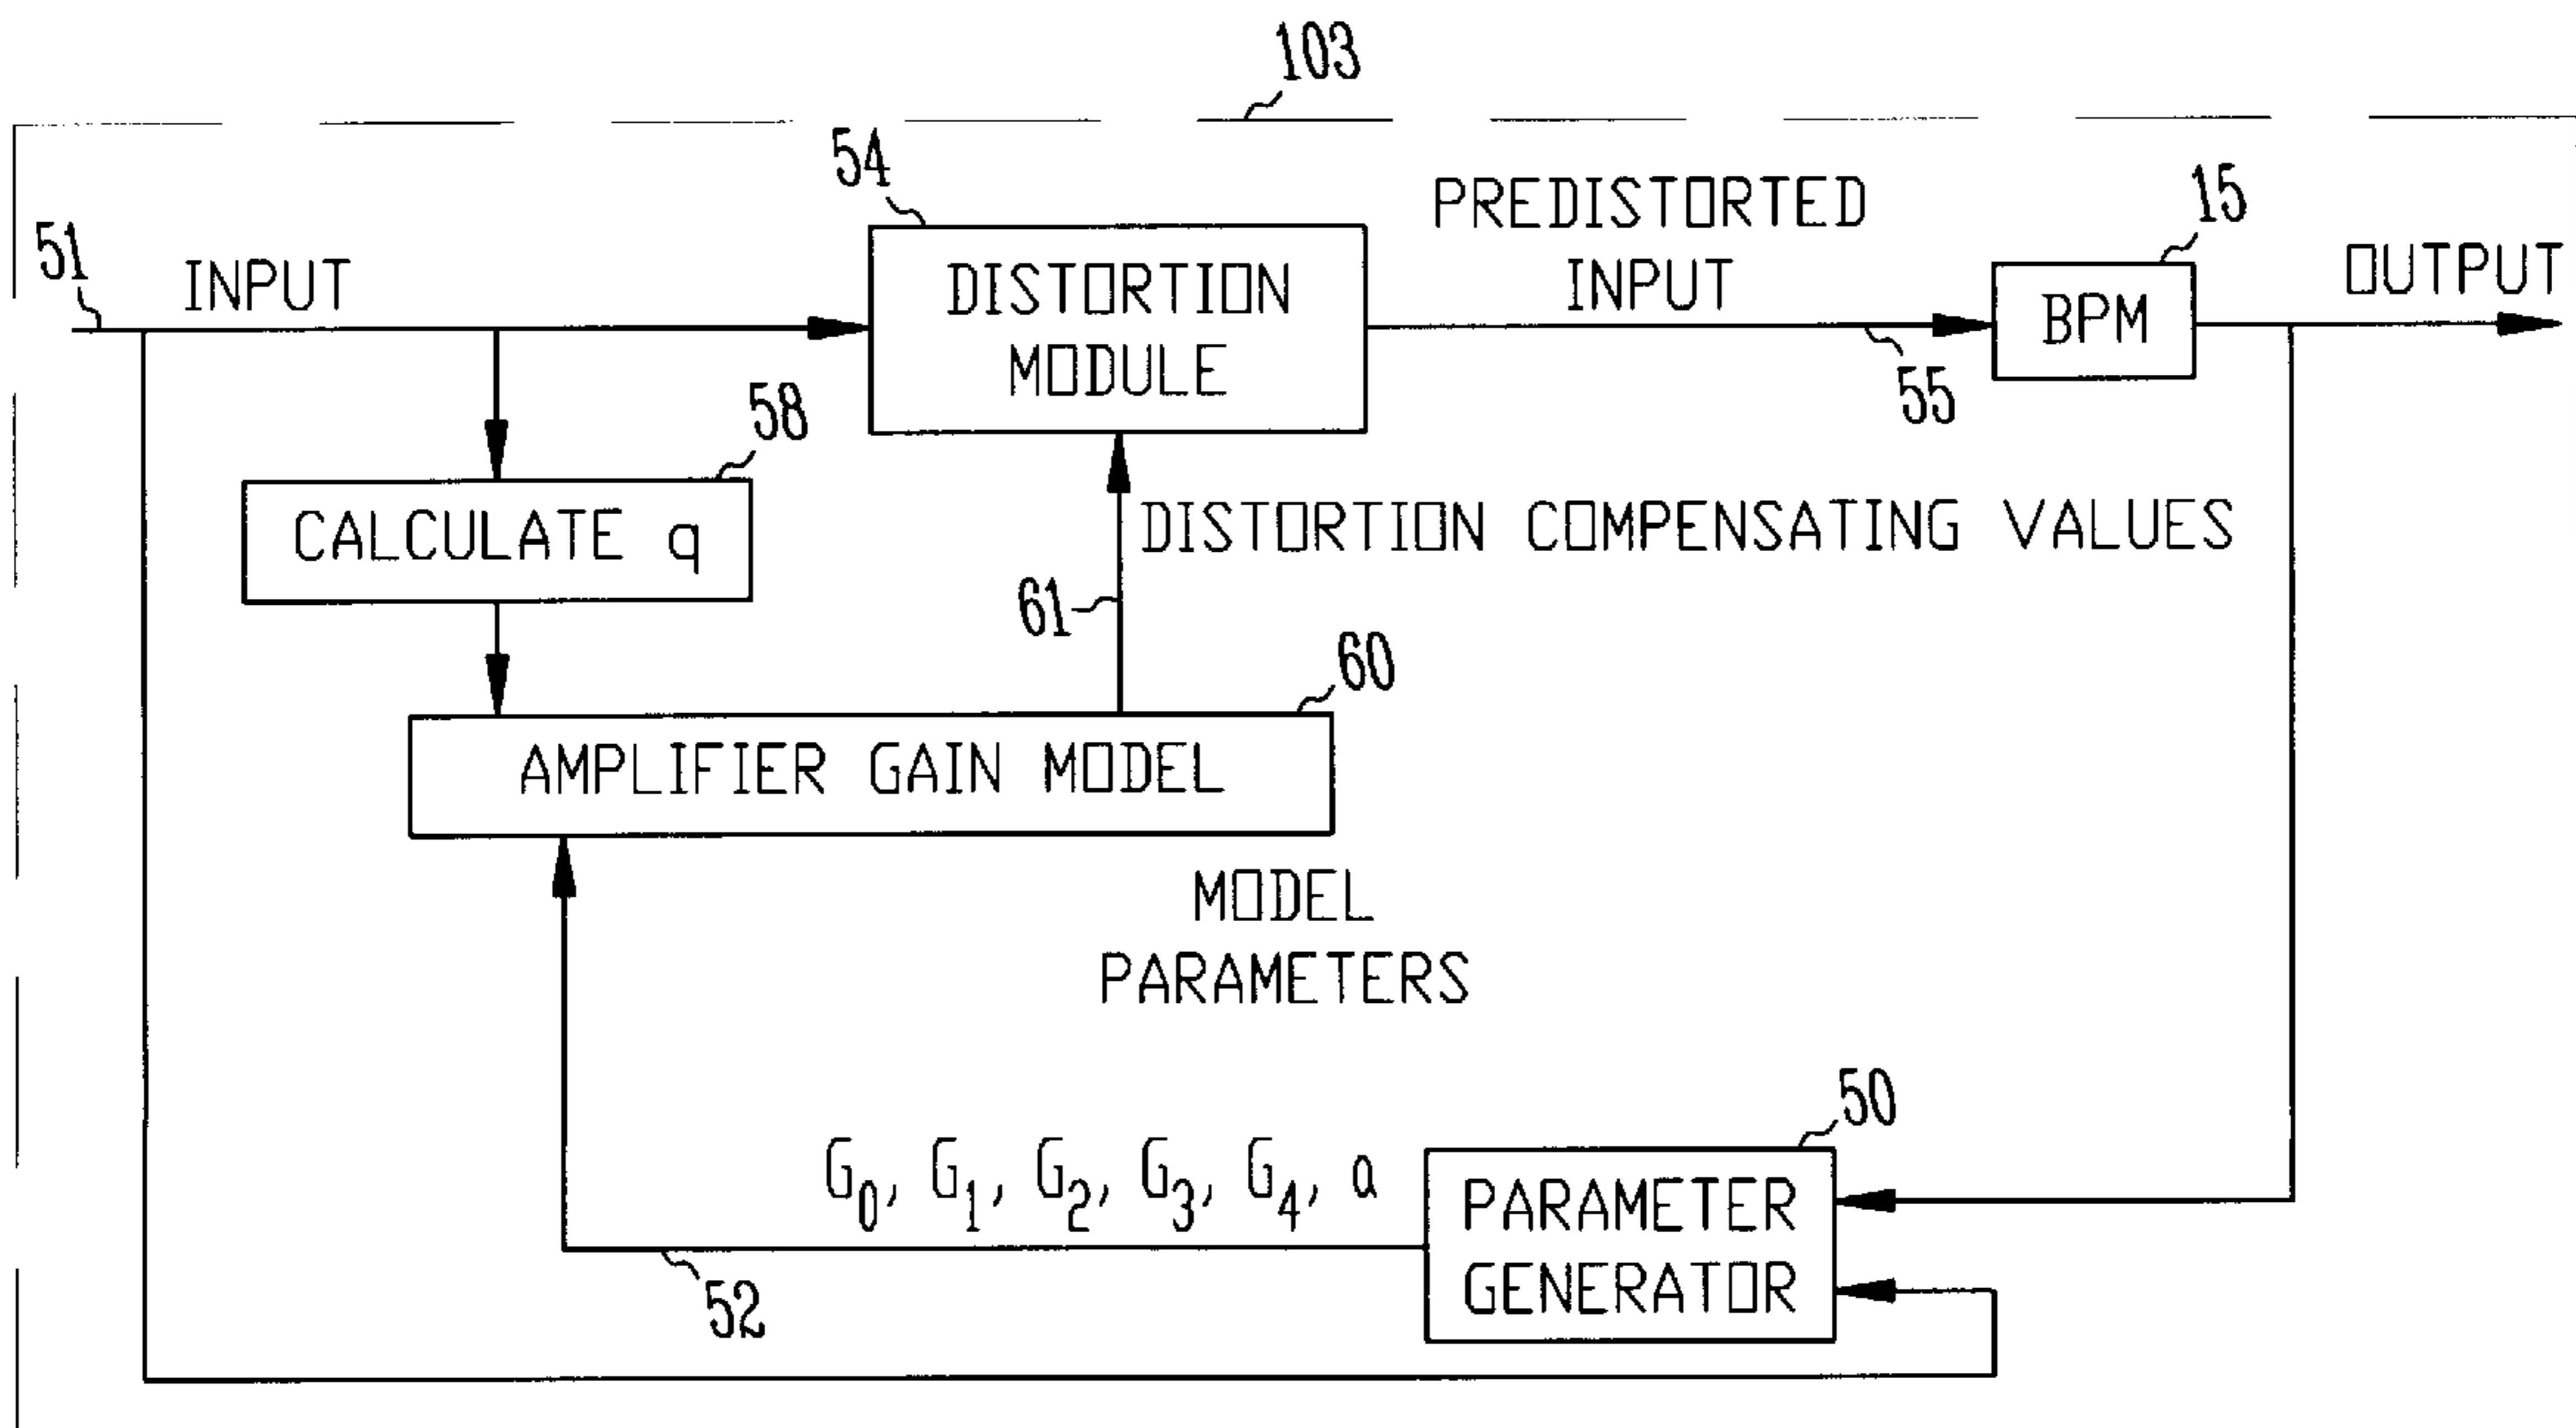 103
54
PREDISTORTED
INPUT
15
51
INPUT
DISTORTION
MODULE
BPM
OUTPUT
55
58
CALCULATE q
DISTORTION COMPENSATING VALUES
61
60
AMPLIFIER GAIN MODEL
MODEL
PARAMETERS
50
G₀, G₁, G₂, G₃, G₄, a
PARAMETER
GENERATOR
52